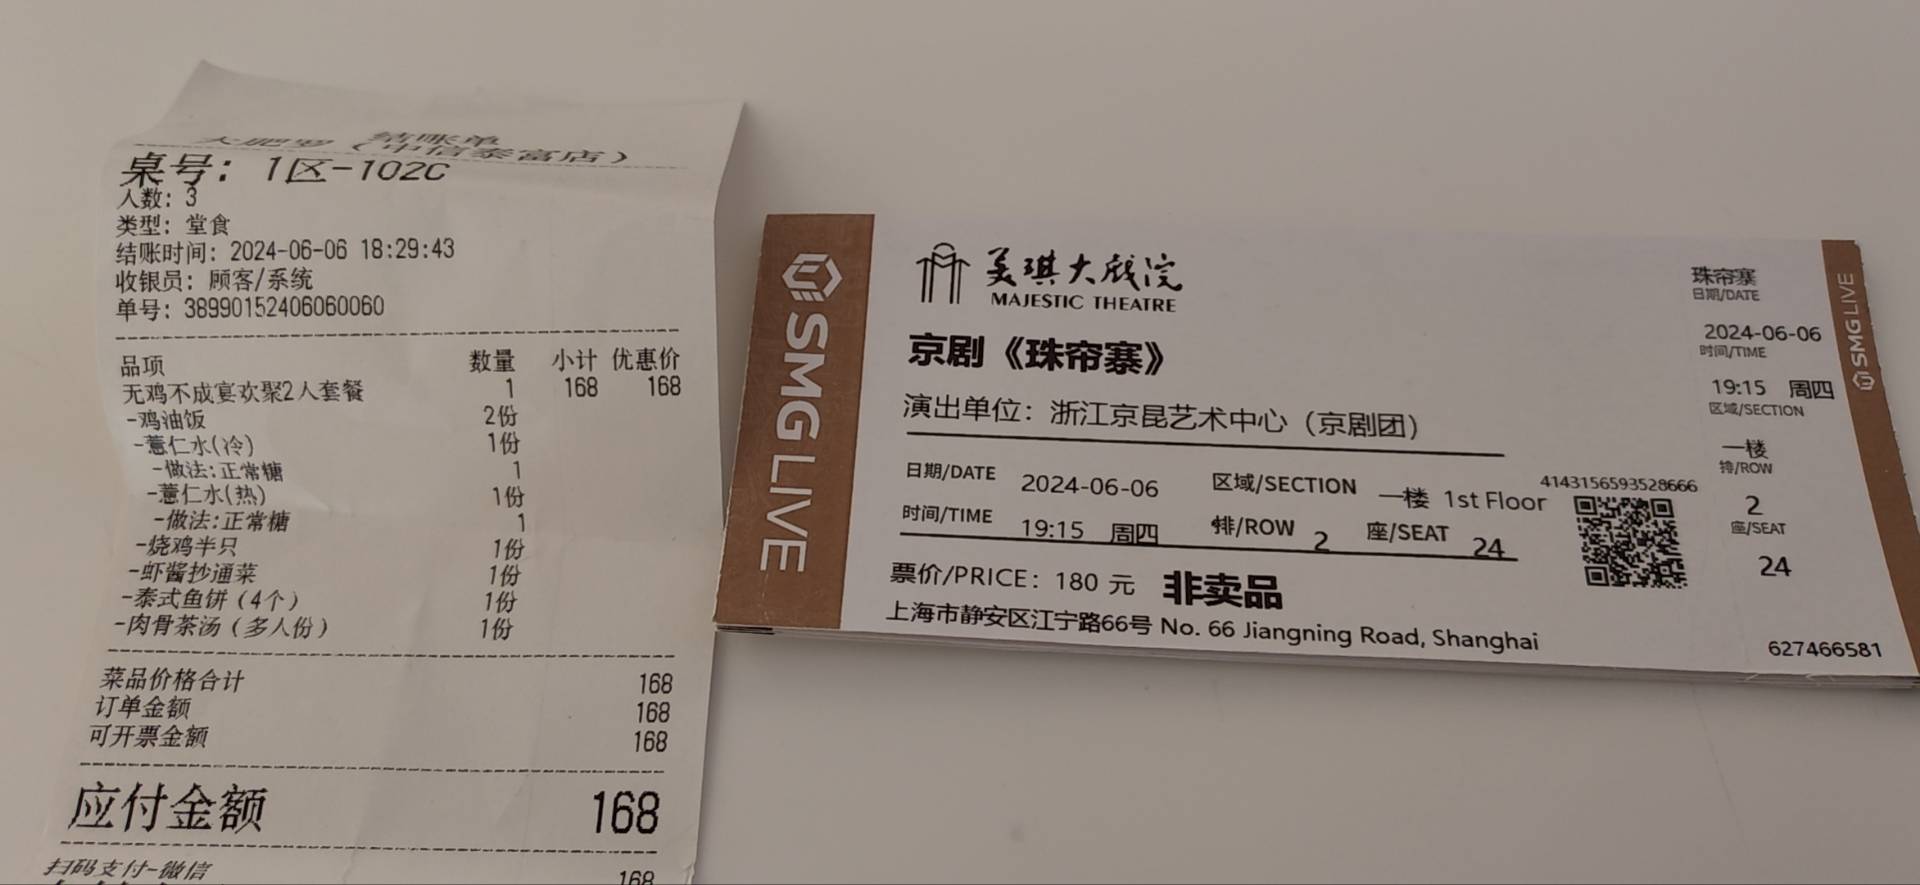 结账单
大肥罗（中信泰富店）
桌号：1区-102C
人数：3
类型：堂食
结账时间：2024-06-06 18:29:43
收银员：顾客/系统
单号：38990152406060060
品项 数量 小计 优惠价
无鸡不成宴欢聚2人套餐 1 168 168
-鸡油饭 2份
-薏仁水(冷) 1份
-做法:正常糖 1
-薏仁水(热) 1份
-做法:正常糖 1
-烧鸡半只 1份
-虾酱抄通菜 1份
-泰式鱼饼（4个） 1份
-肉骨茶汤（多人份） 1份
菜品价格合计 168
订单金额 168
可开票金额 168
应付金额 168
扫码支付-微信 168
SMG LIVE
美琪大戏院
MAJESTIC THEATRE
京剧《珠帘寨》
演出单位：浙江京昆艺术中心（京剧团）
日期/DATE 2024-06-06 区域/SECTION 一楼 1st Floor
时间/TIME 19:15 周四 排/ROW 2 座/SEAT 24
票价/PRICE：180 元 非卖品
上海市静安区江宁路66号 No. 66 Jiangning Road, Shanghai
4143156593528666
珠帘寨
日期/DATE
2024-06-06
时间/TIME
19:15 周四
区域/SECTION
一楼
排/ROW
2
座/SEAT
24
627466581
SMG LIVE